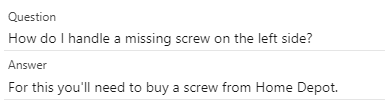 Question
How do I handle a missing screw on the left side?
Answer
For this you'll need to buy a screw from Home Depot.